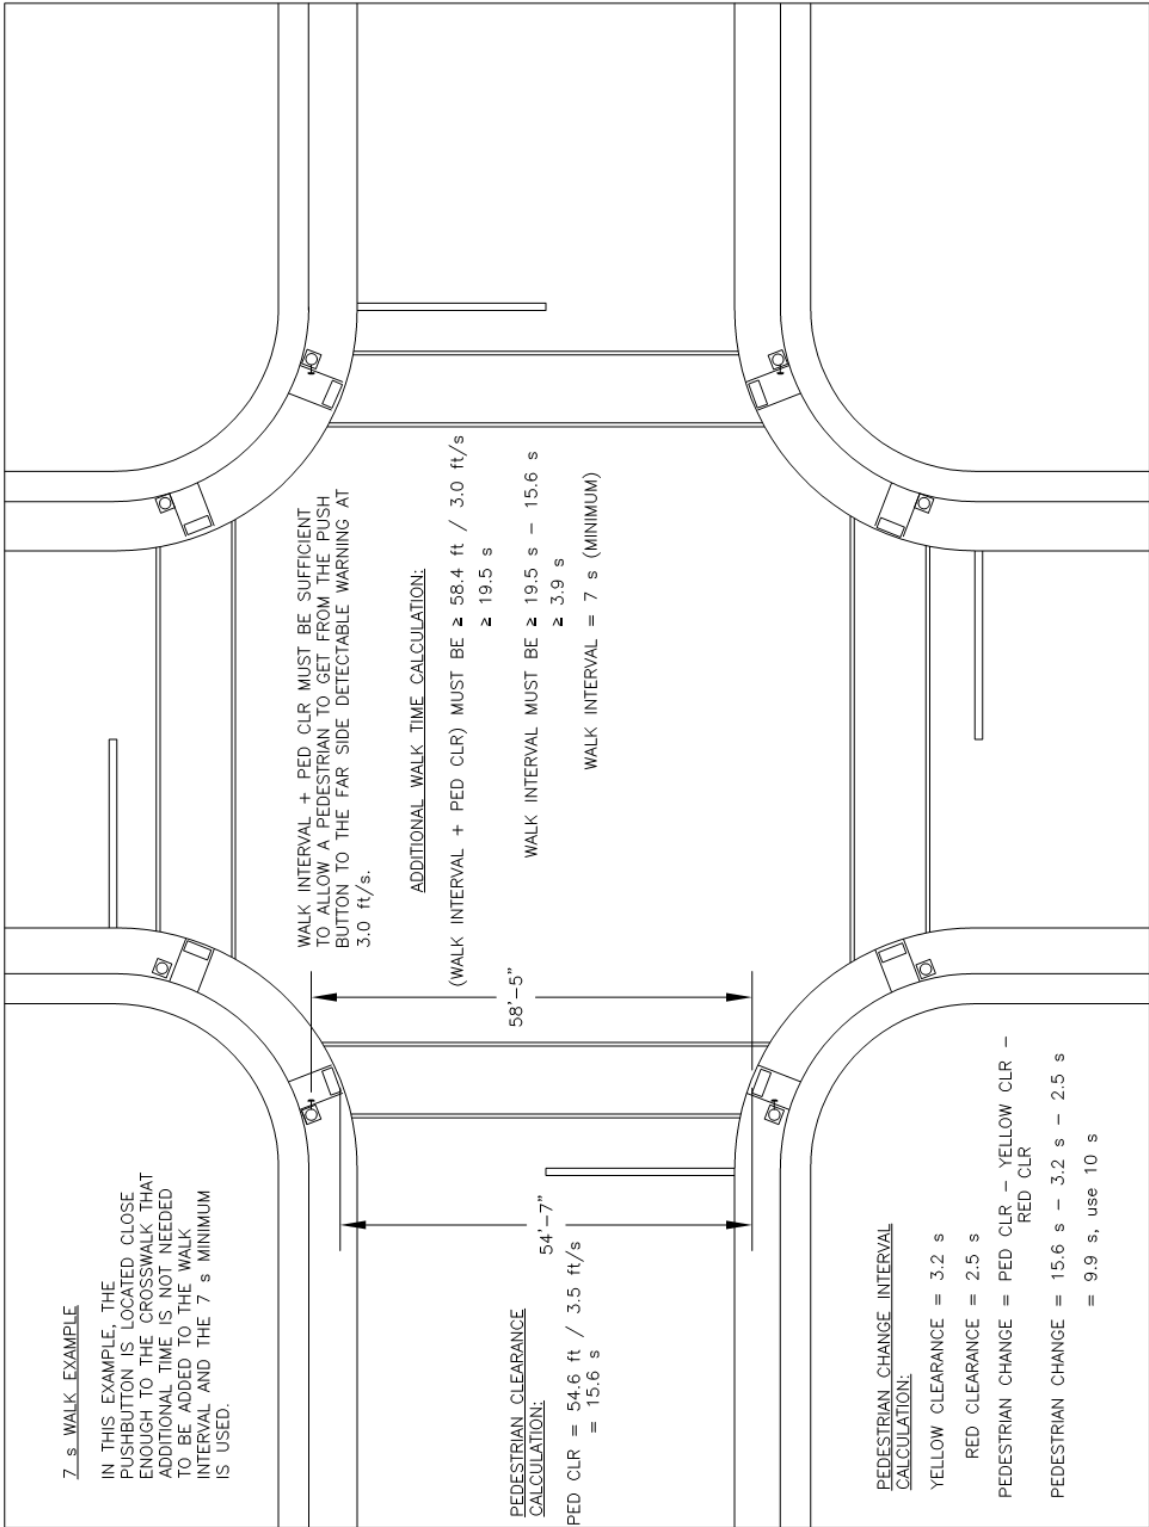 7 s WALK EXAMPLE
IN THIS EXAMPLE, THE
PUSHBUTTON IS LOCATED CLOSE
ENOUGH TO THE CROSSWALK THAT
ADDITIONAL TIME IS NOT NEEDED
TO BE ADDED TO THE WALK
INTERVAL AND THE 7 s MINIMUM
IS USED.
WALK INTERVAL + PED CLR MUST BE SUFFICIENT
TO ALLOW A PEDESTRIAN TO GET FROM THE PUSH
BUTTON TO THE FAR SIDE DETECTABLE WARNING AT
3.0 ft/s.
ADDITIONAL WALK TIME CALCULATION:
(WALK INTERVAL + PED CLR) MUST BE ≥ 58.4 ft / 3.0 ft/s
≥ 19.5 s
WALK INTERVAL MUST BE ≥ 19.5 s – 15.6 s
≥ 3.9 s
WALK INTERVAL = 7 s (MINIMUM)
58'–5"
54'–7"
PEDESTRIAN CLEARANCE
CALCULATION:
PED CLR = 54.6 ft / 3.5 ft/s
= 15.6 s
PEDESTRIAN CHANGE INTERVAL
CALCULATION:
YELLOW CLEARANCE = 3.2 s
RED CLEARANCE = 2.5 s
PEDESTRIAN CHANGE = PED CLR – YELLOW CLR –
RED CLR
PEDESTRIAN CHANGE = 15.6 s – 3.2 s – 2.5 s
= 9.9 s, use 10 s